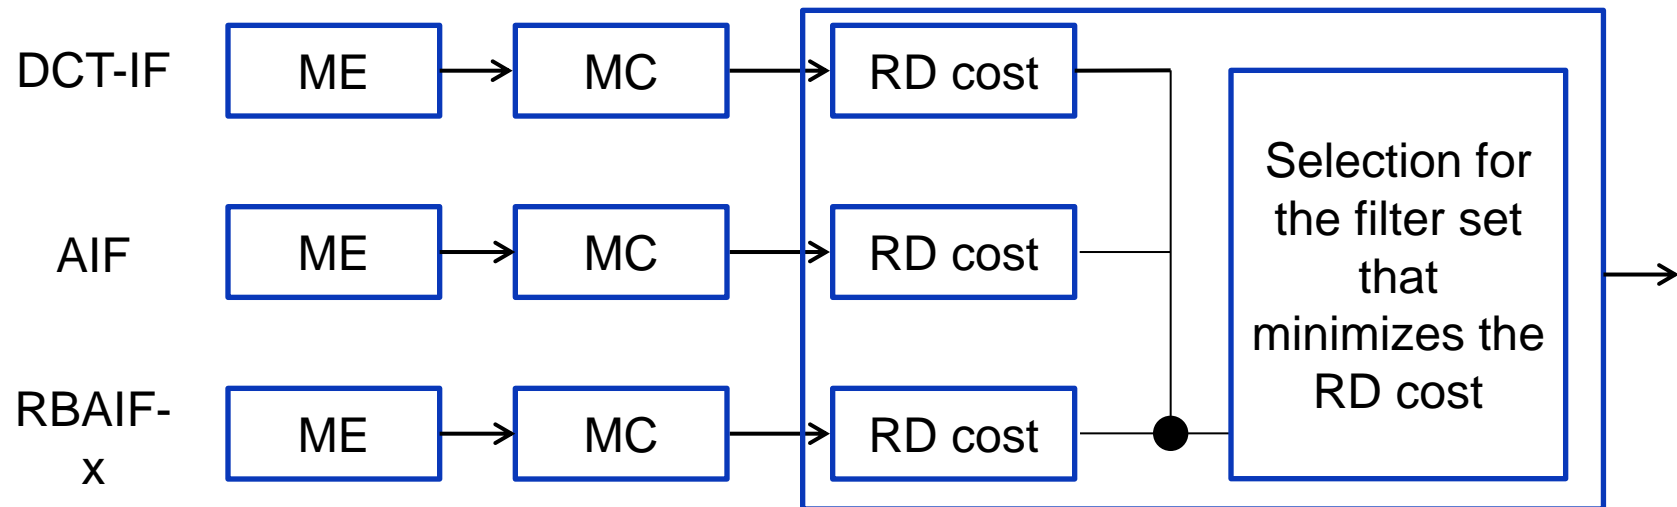 DCT-IF
ME
MC
RD cost
AIF
ME
MC
RD cost
RBAIF-
x
ME
MC
RD cost
Selection for
the filter set
that
minimizes the
RD cost